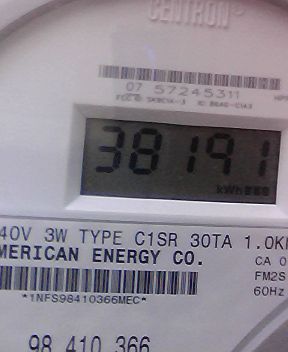 CENTRON®
07 57245311
38191
kWh
40V 3W TYPE C1SR 30TA 1.0K
MERICAN ENERGY CO.
CA 0
FM2S
60Hz
*1NFS98410366MEC*
98 410 366